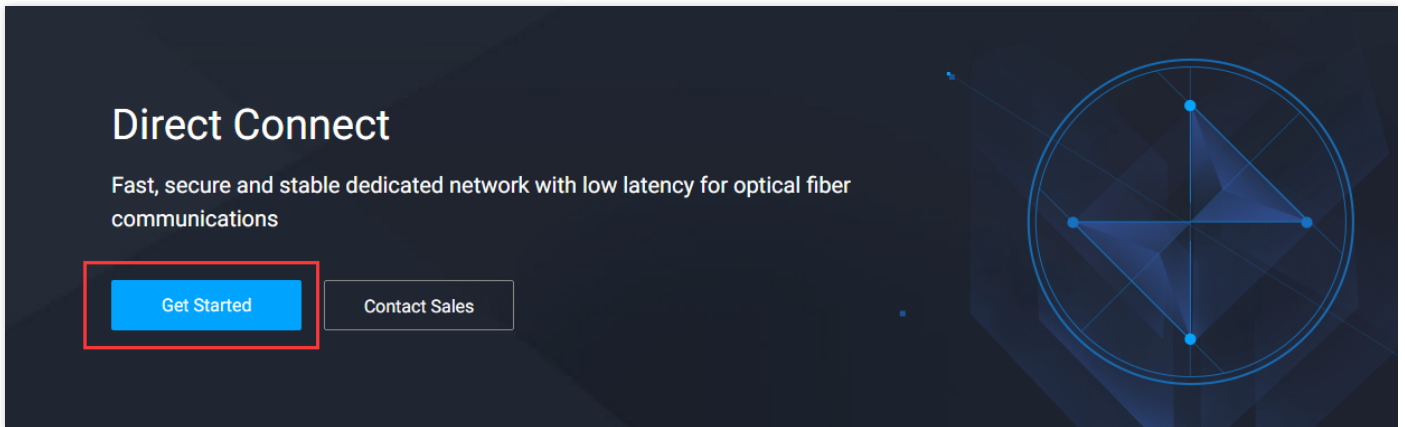 Direct Connect
Fast, secure and stable dedicated network with low latency for optical fiber
communications
Get Started
Contact Sales